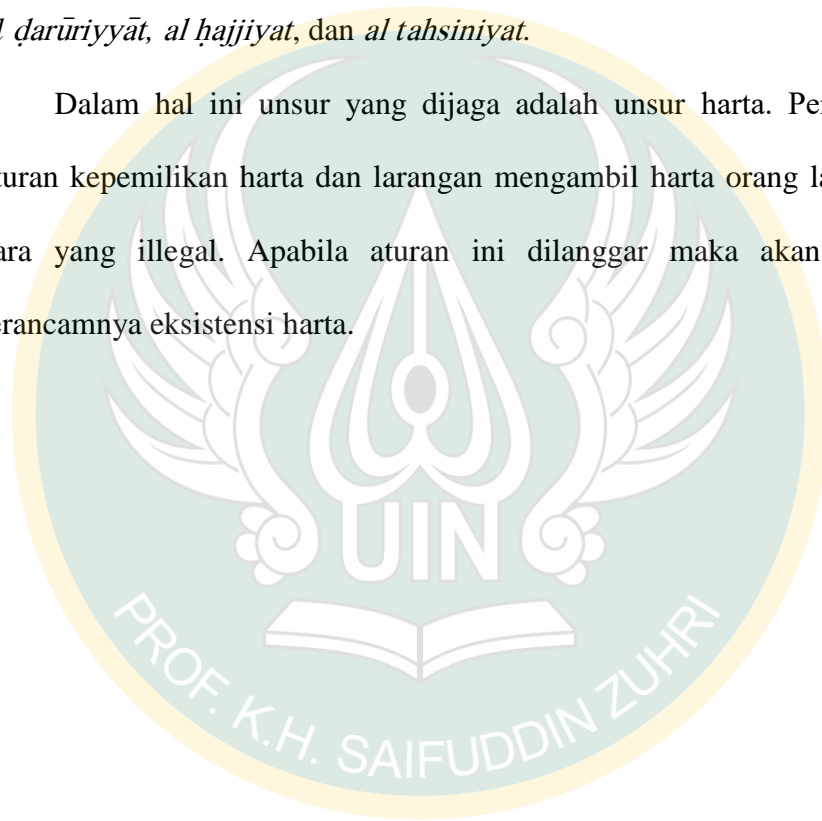 ḍarūriyyāt, al ḥajjiyat, dan al tahsiniyat.
Dalam hal ini unsur yang dijaga adalah unsur harta.
kepemilikan harta dan larangan mengambil harta orang
yang illegal. Apabila aturan ini dilanggar maka akan
eksistensi harta.
UIN
PROF. K.H. SAIFUDDIN ZUHRI